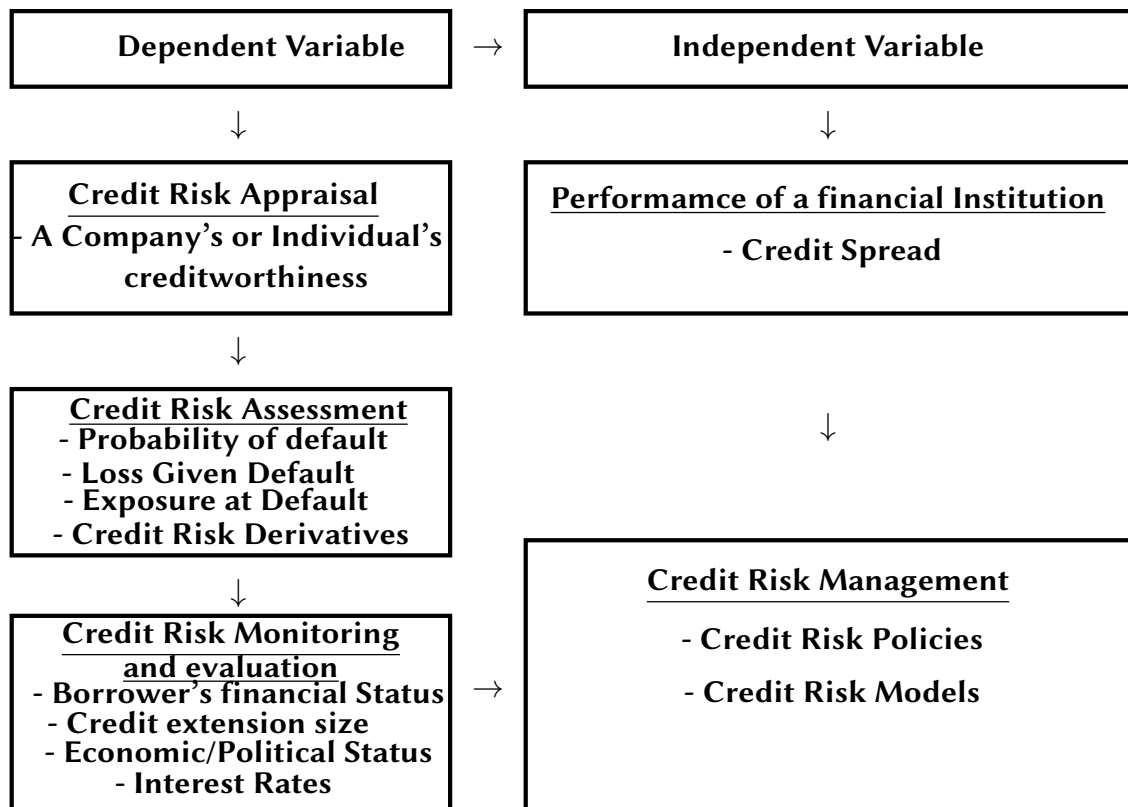 Dependent Variable
→
Independent Variable
↓
↓
Credit Risk Appraisal
- A Company's or Individual's
creditworthiness
Performamce of a financial Institution
- Credit Spread
↓
Credit Risk Assessment
- Probability of default
- Loss Given Default
- Exposure at Default
- Credit Risk Derivatives
↓
↓
Credit Risk Monitoring
and evaluation
- Borrower's financial Status
- Credit extension size
- Economic/Political Status
- Interest Rates
→
Credit Risk Management
- Credit Risk Policies
- Credit Risk Models